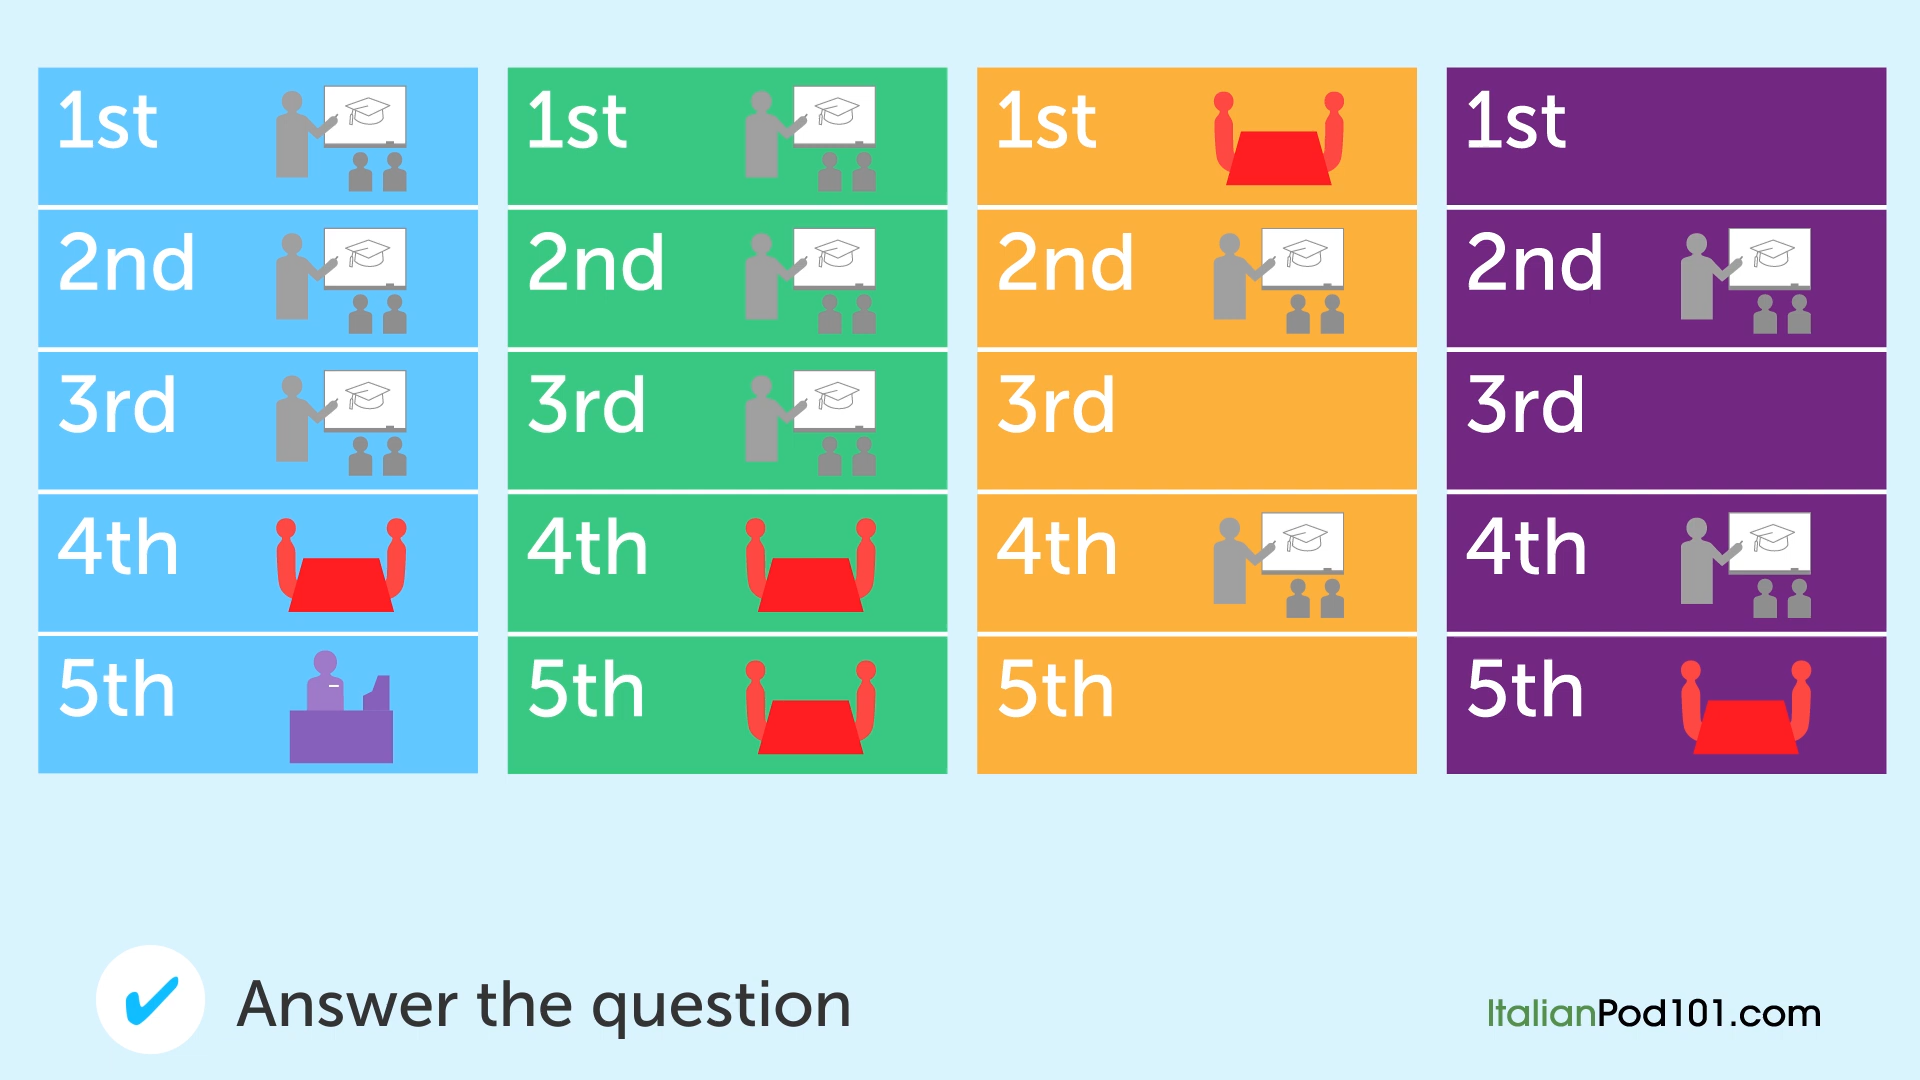 1st
2nd
3rd
4th
5th
1st
2nd
3rd
4th
5th
1st
2nd
3rd
4th
5th
1st
2nd
3rd
4th
5th
Answer the question
ItalianPod101.com